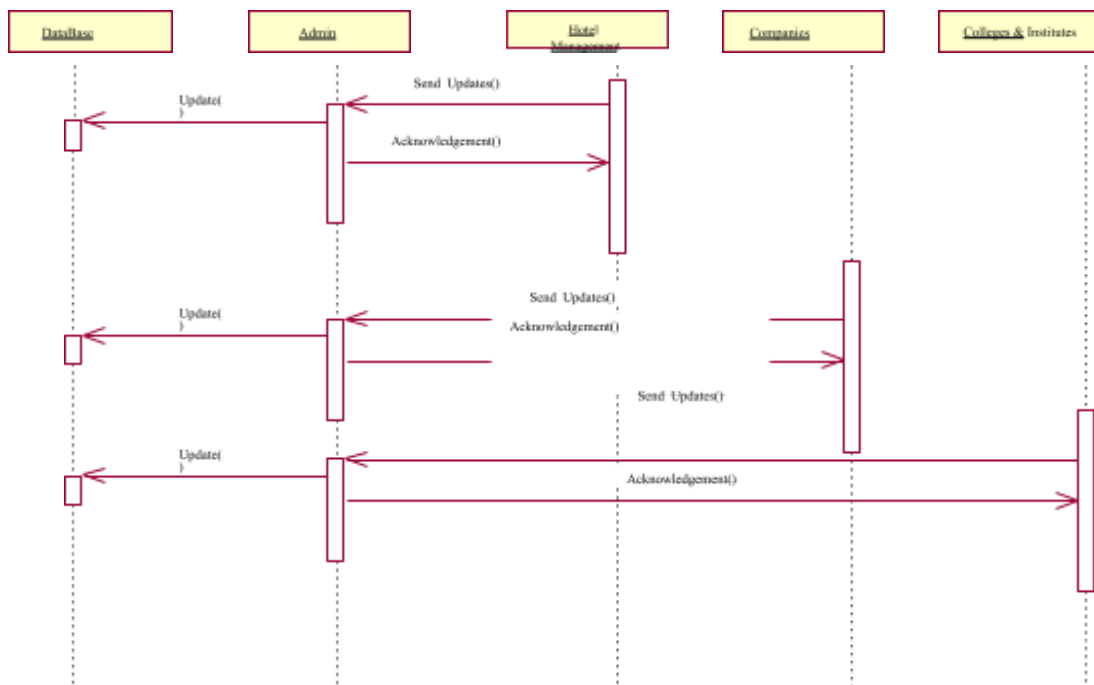 DataBase
Admin
Hotel
Management
Companies
Colleges & Institutes
Send Updates()
Update(
)
Acknowledgement()
Send Updates()
Update(
)
Acknowledgement()
Send Updates()
Update(
)
Acknowledgement()